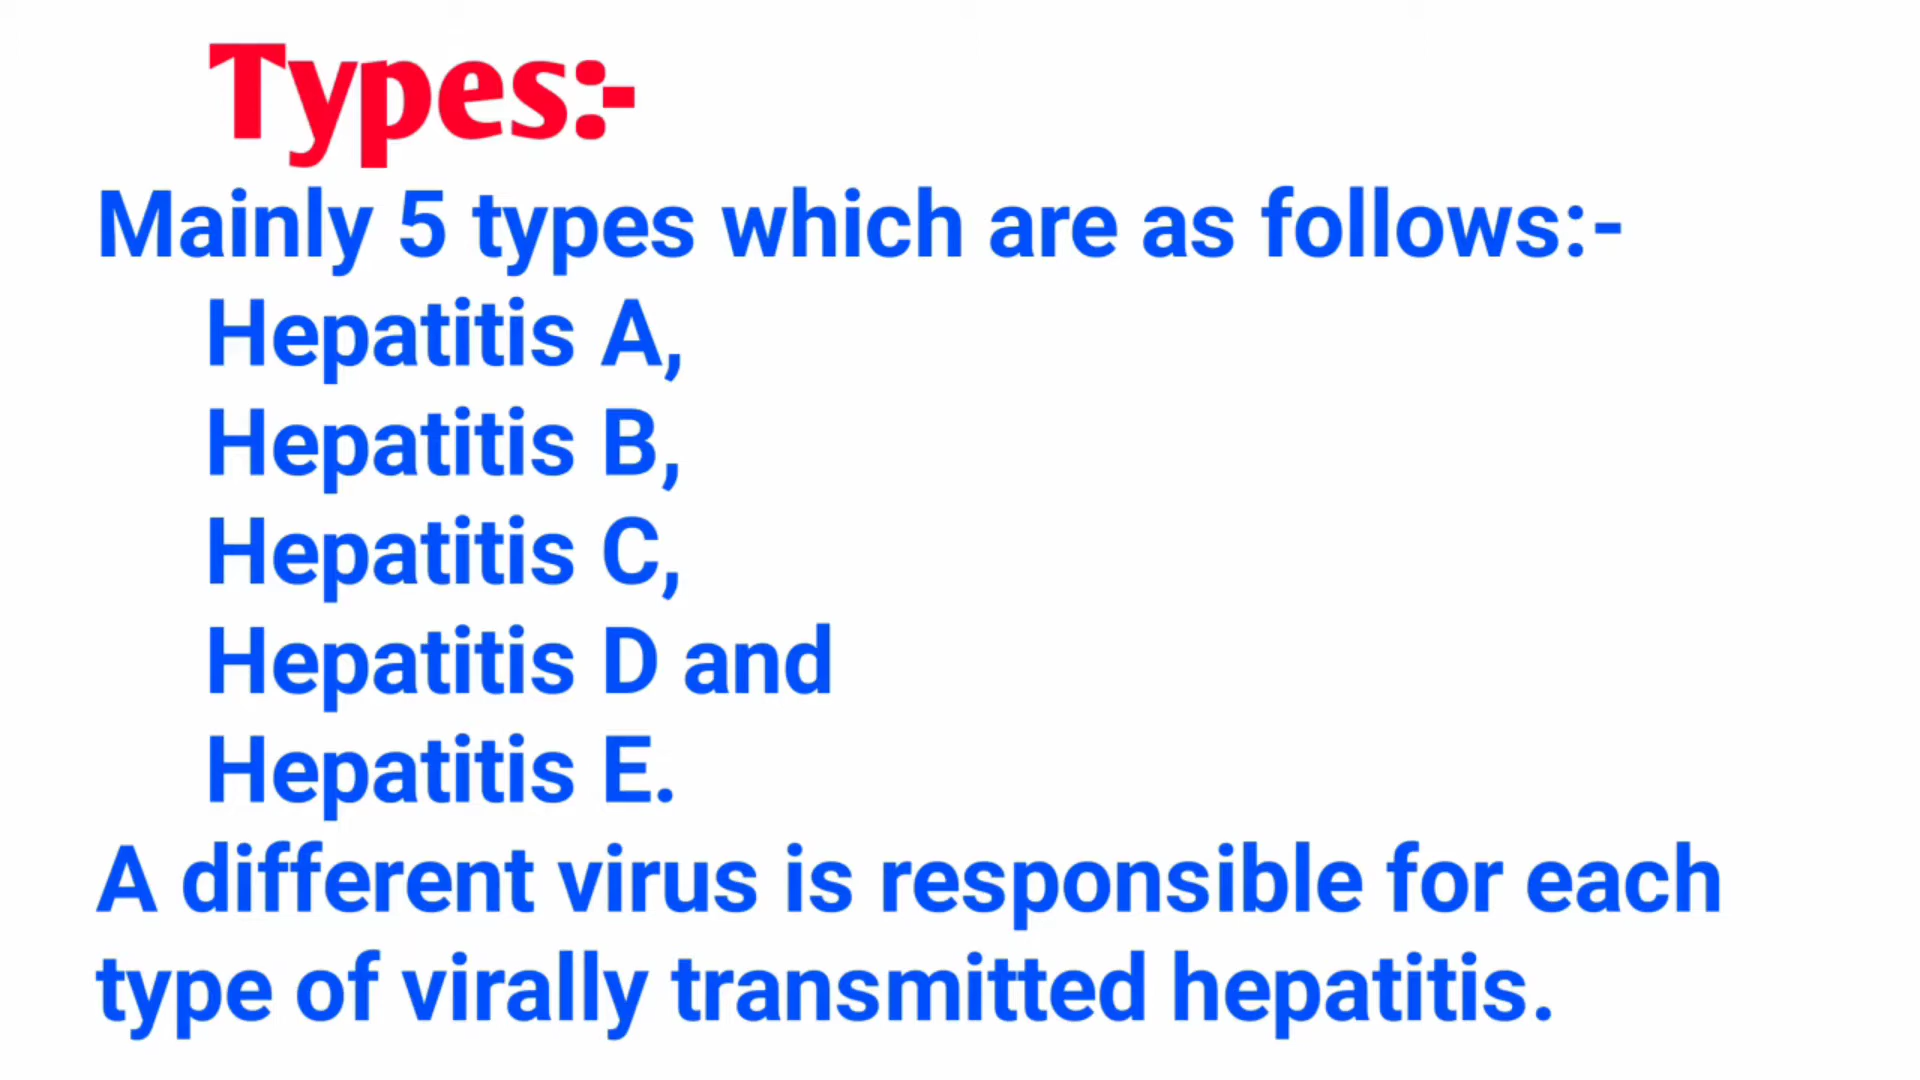 Types:-
Mainly 5 types which are as follows:-
Hepatitis A,
Hepatitis B,
Hepatitis C,
Hepatitis D and
Hepatitis E.
A different virus is responsible for each
type of virally transmitted hepatitis.